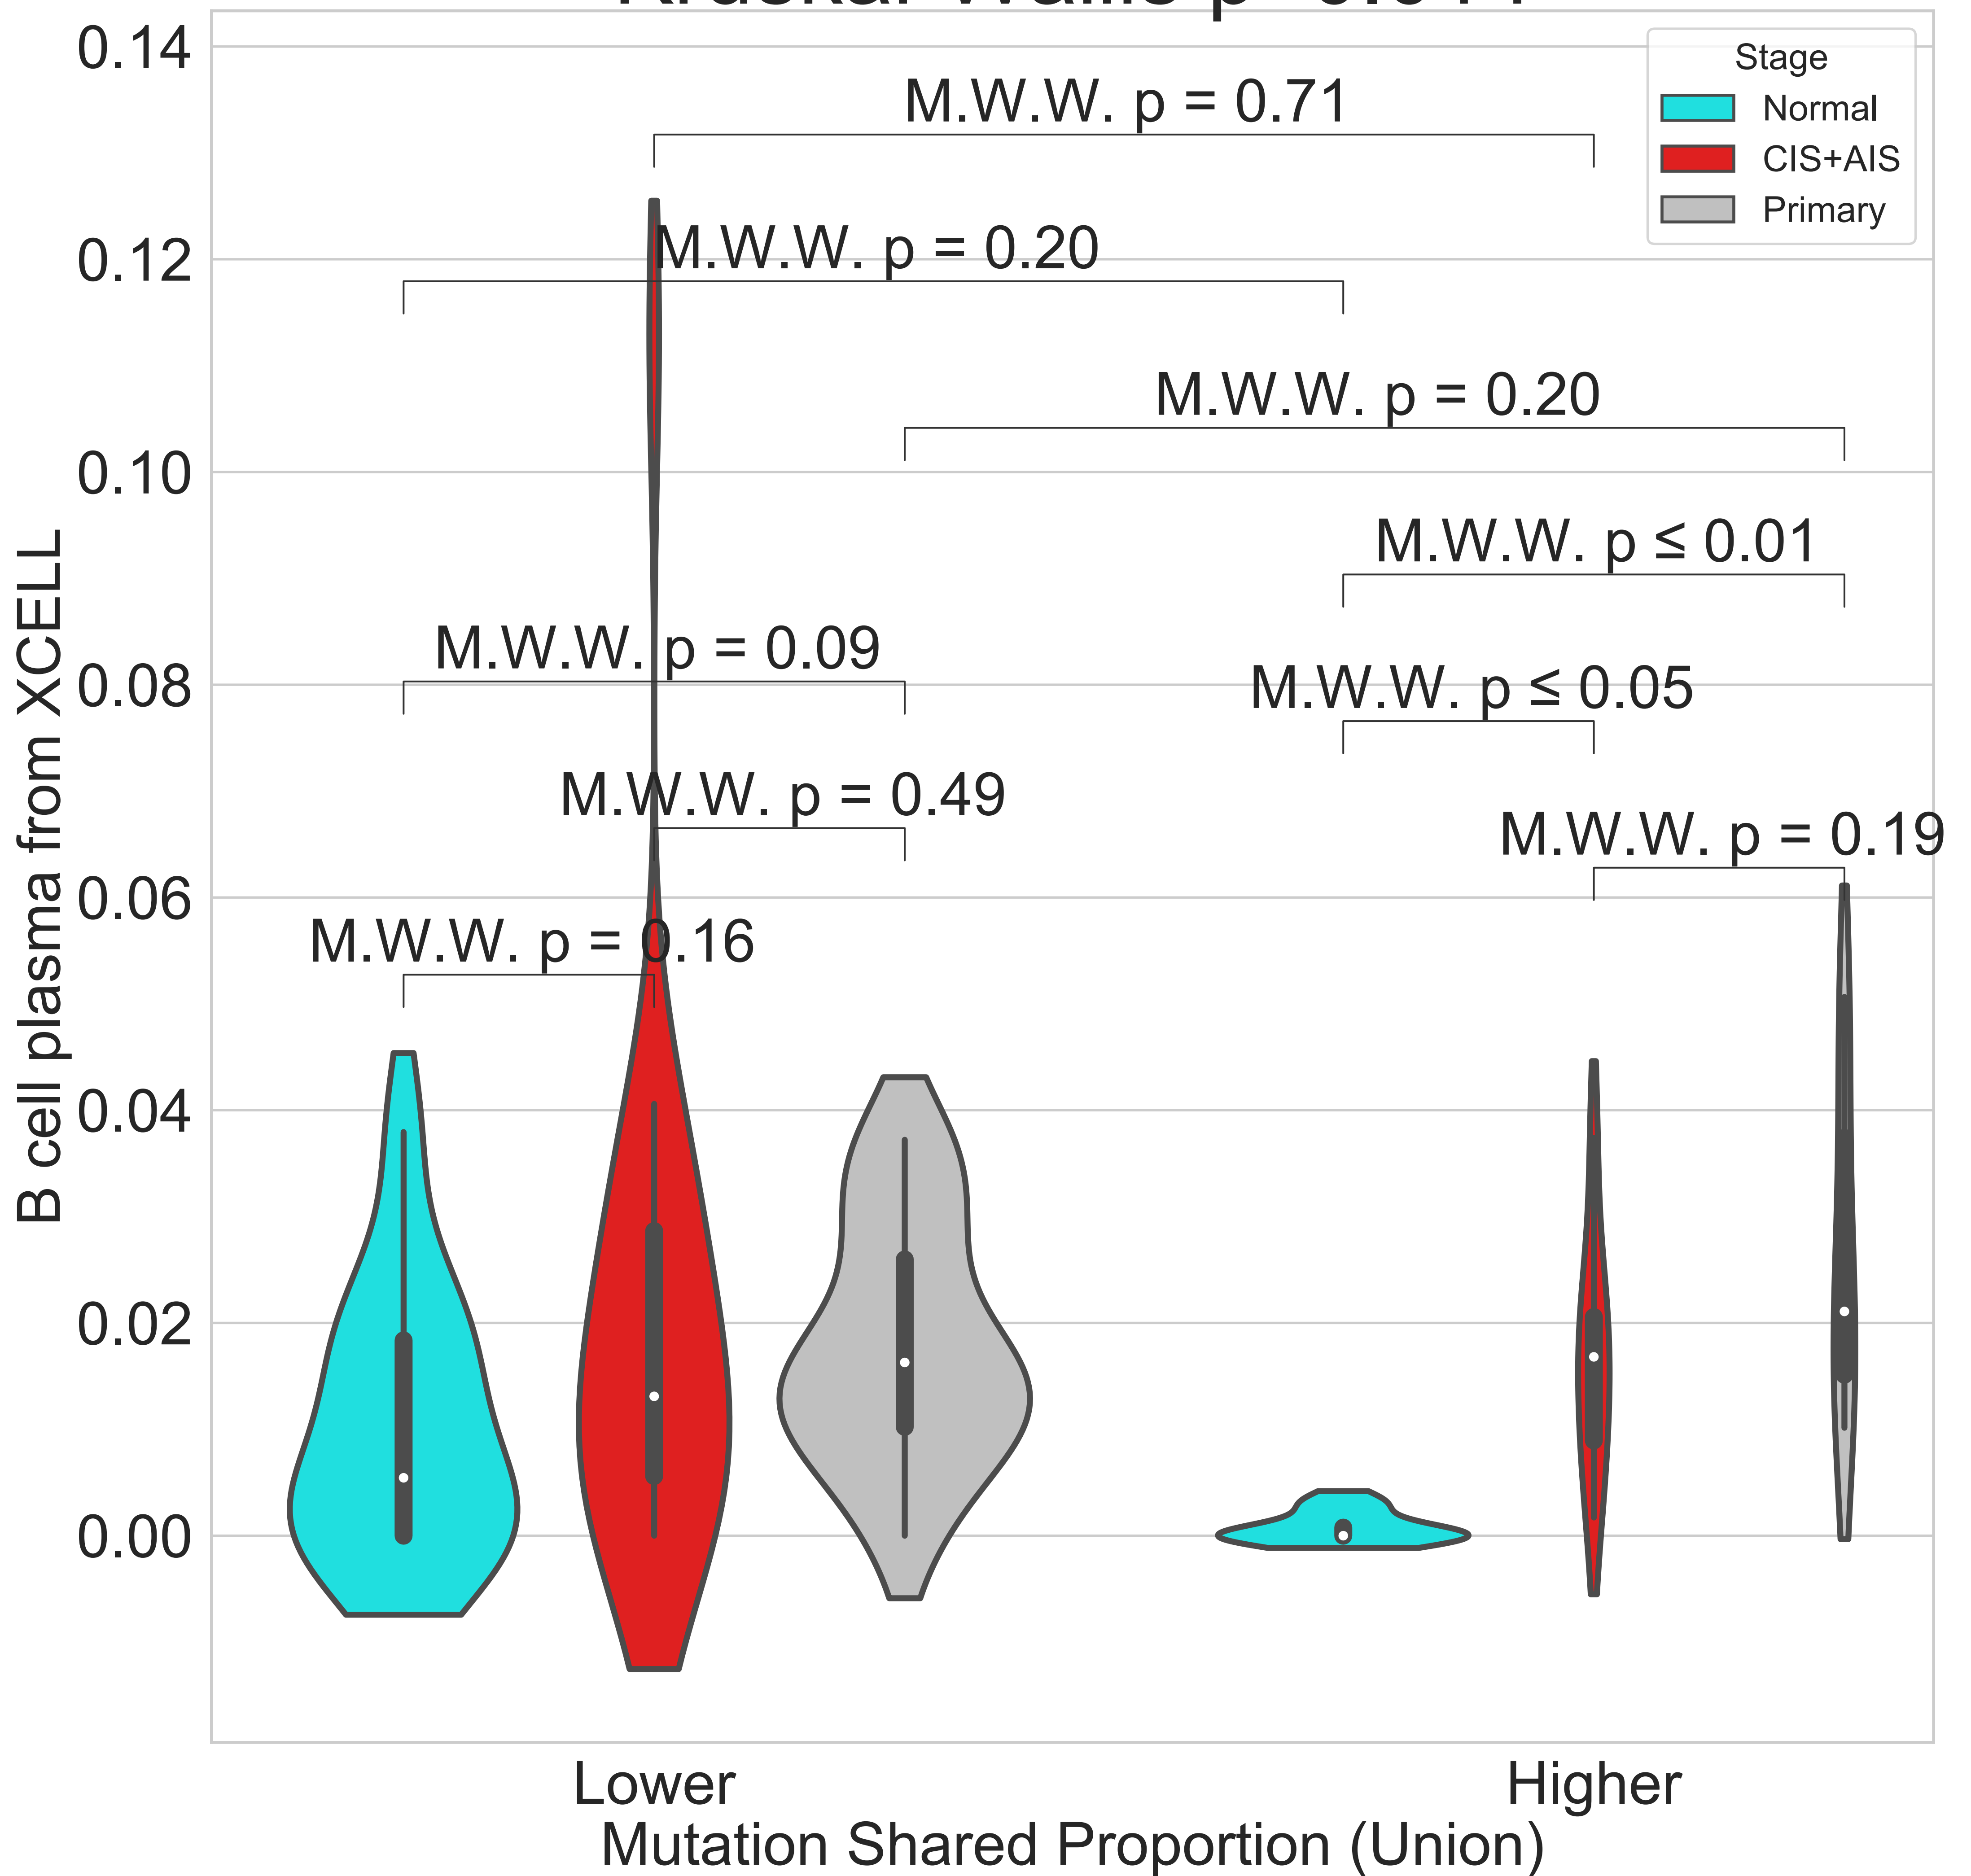 0.14
0.12
0.10
0.08
0.06
0.04
0.02
0.00
B cell plasma from XCELL
Stage
Normal
CIS+AIS
Primary
M.W.W. p = 0.71
M.W.W. p = 0.20
M.W.W. p = 0.20
M.W.W. p ≤ 0.01
M.W.W. p = 0.09
M.W.W. p ≤ 0.05
M.W.W. p = 0.49
M.W.W. p = 0.19
M.W.W. p = 0.16
Lower
Higher
Mutation Shared Proportion (Union)